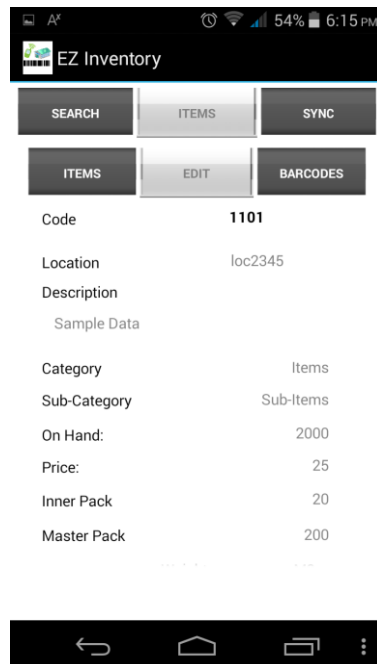 54% 6:15 PM
EZ Inventory
SEARCH ITEMS SYNC
ITEMS EDIT BARCODES
Code 1101
Location loc2345
Description
Sample Data
Category Items
Sub-Category Sub-Items
On Hand: 2000
Price: 25
Inner Pack 20
Master Pack 200